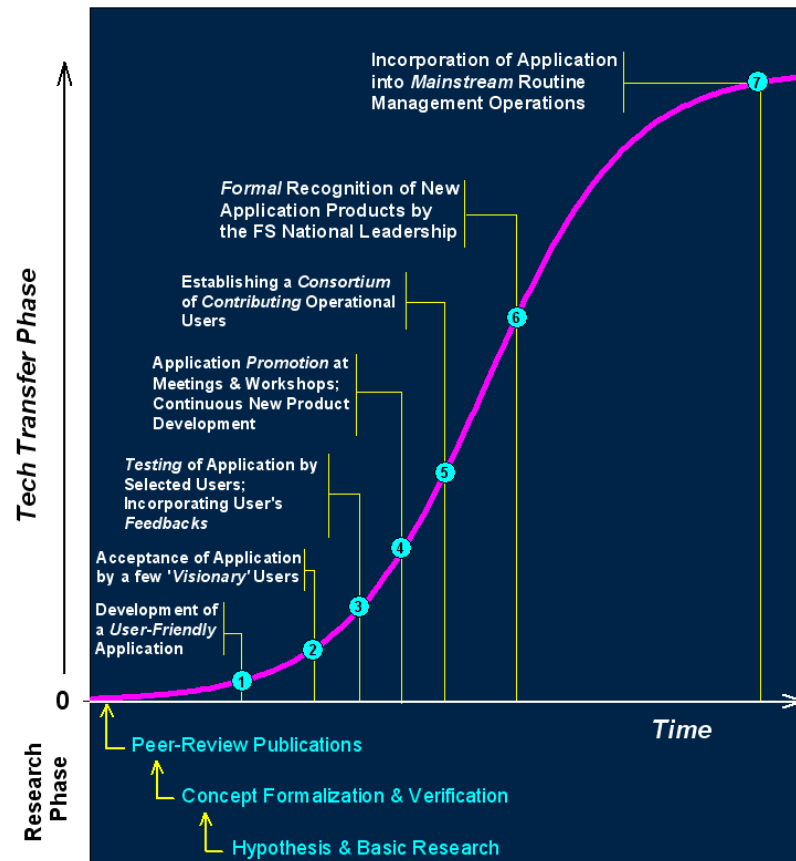 Incorporation of Application
into Mainstream Routine
Management Operations
7
Formal Recognition of New
Application Products by
the FS National Leadership
6
Establishing a Consortium
of Contributing Operational
Users
5
Application Promotion at
Meetings & Workshops;
Continuous New Product
Development
4
Testing of Application by
Selected Users;
Incorporating User's
Feedbacks
3
Acceptance of Application
by a few 'Visionary' Users
2
Development of
a User-Friendly
Application
1
Tech Transfer Phase
0
Time
Research
Phase
Peer-Review Publications
Concept Formalization & Verification
Hypothesis & Basic Research